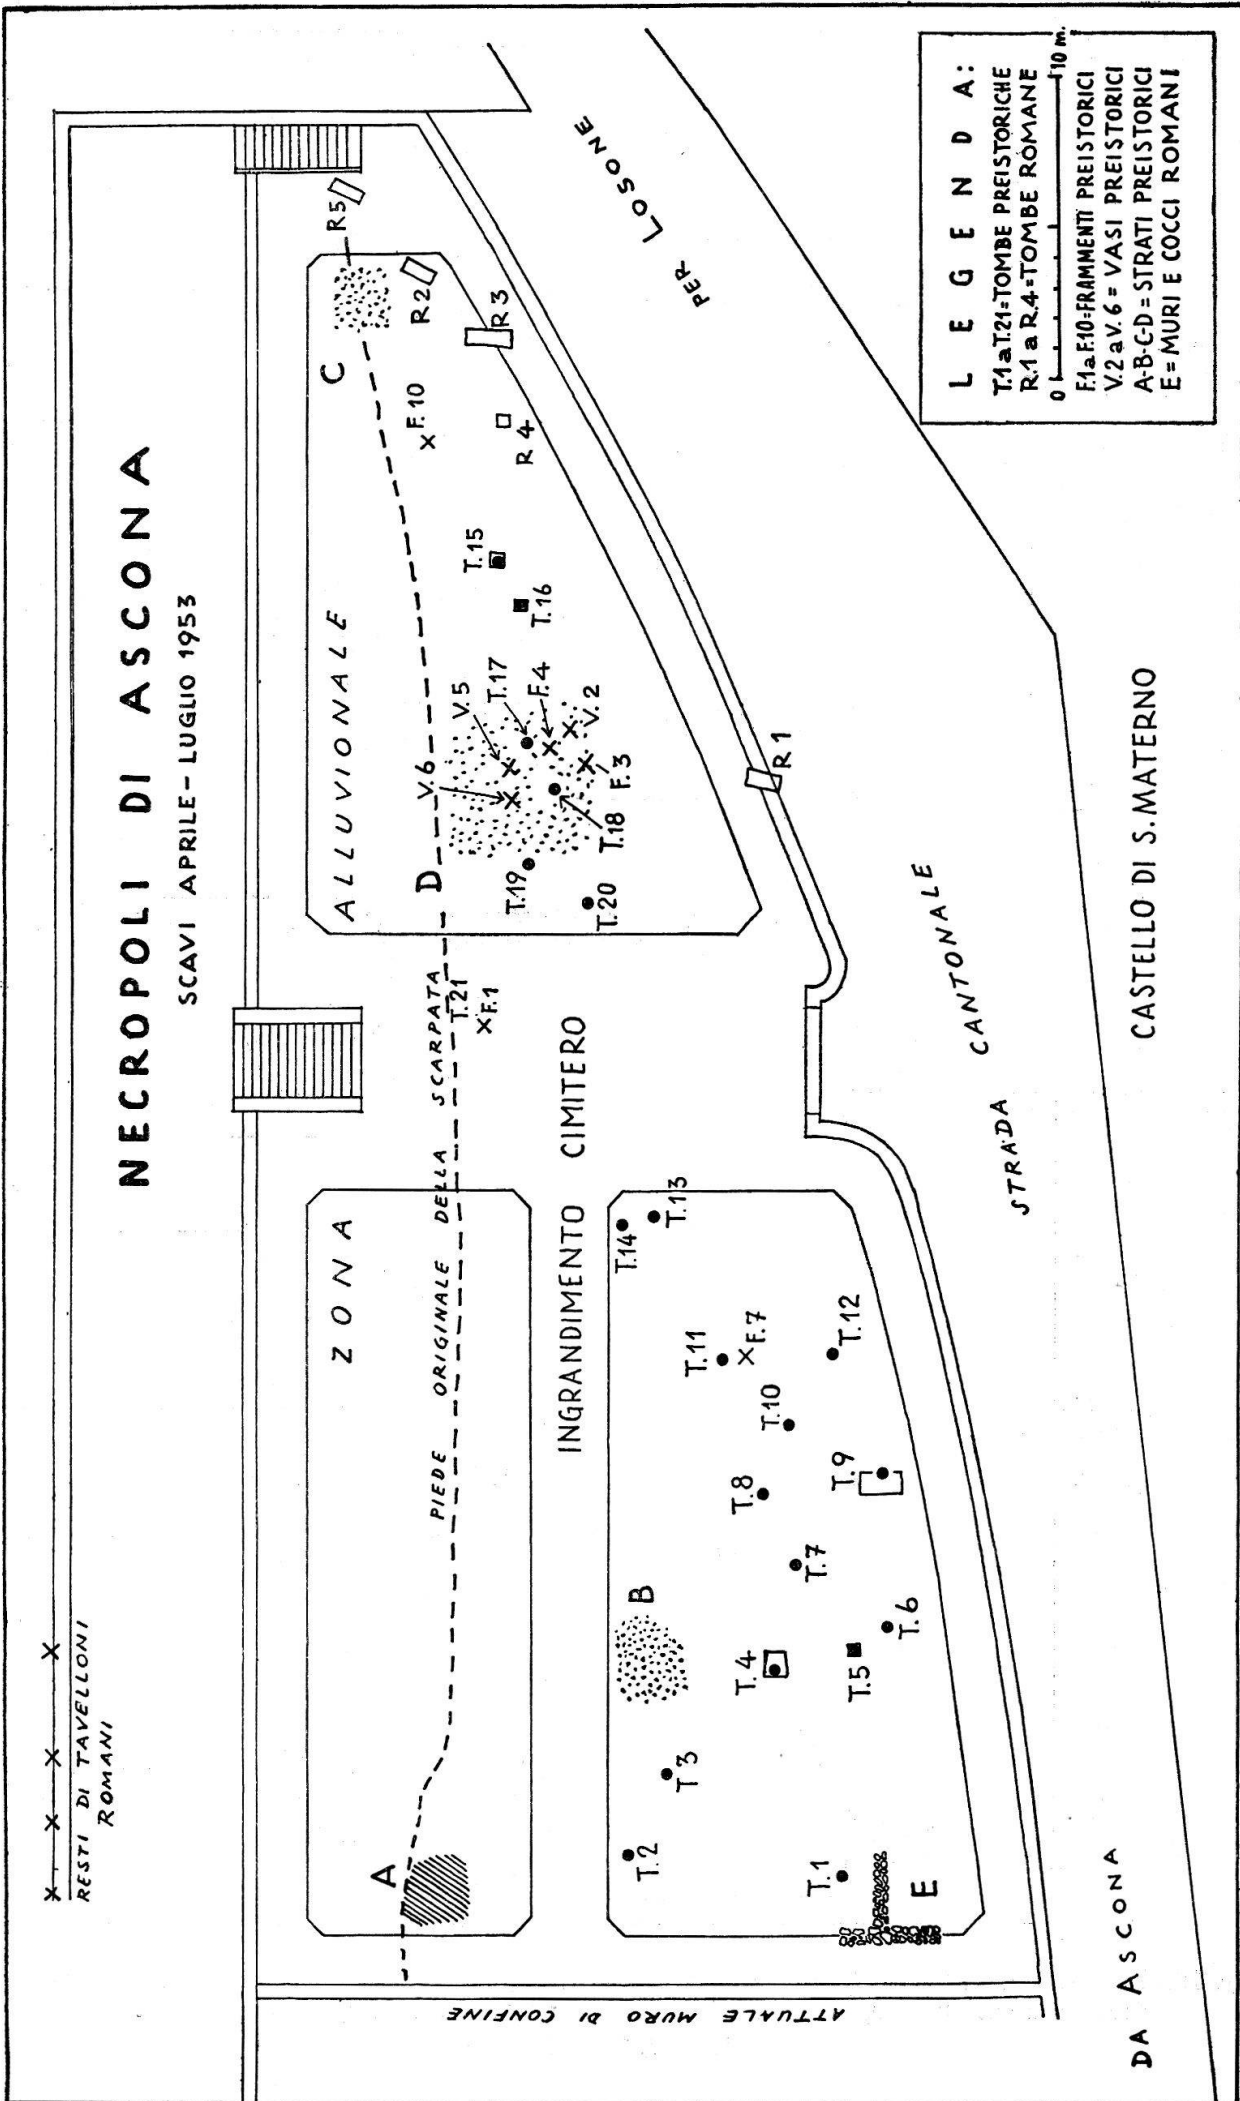 NECROPOLI DI ASCONA
SCAVI APRILE - LUGLIO 1953
RESTI DI TAVELLONI
ROMANI
ZONA ALLUVIONALE
PIEDE ORIGINALE DELLA SCARPATA
INGRANDIMENTO CIMITERO
ATTUALE MURO DI CONFINE
A
B
C
D
E
T.1
T.2
T3
T.4
T.5
T.6
T.7
T.8
T.9
T.10
T.11
F.7
T.12
T.13
T.14
T.21
F.1
T.19
T.20
V.6
V.5
T.17
F.4
V.2
F.3
T.18
T.16
T.15
F.10
R4
R3
R2
R5
R1
STRADA CANTONALE
PER LOSONE
DA ASCONA
CASTELLO DI S.MATERNO
LEGENDA:
T.1 a T.21=TOMBE PREISTORICHE
R.1 a R.4=TOMBE ROMANE
0 10 m.
F.1 a F.10=FRAMMENTI PREISTORICI
V.2 a V.6= VASI PREISTORICI
A-B-C-D=STRATI PREISTORICI
E=MURI E COCCI ROMANI